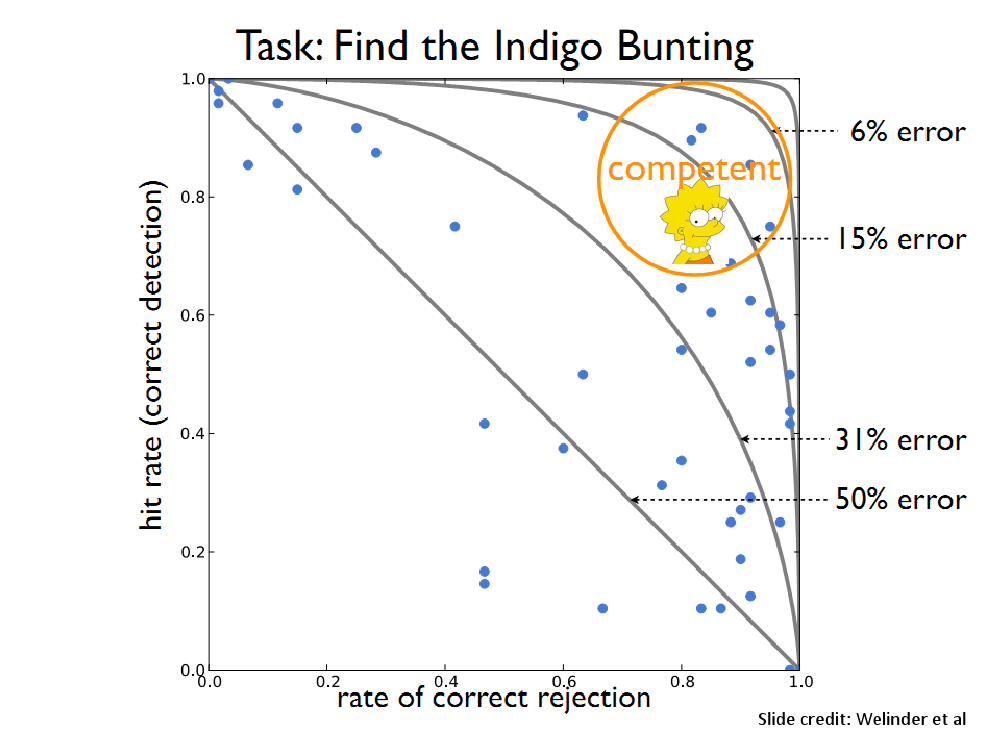 Task: Find the Indigo Bunting
1.0
0.8
0.6
0.4
0.2
0.0
hit rate (correct detection)
competent
6% error
15% error
31% error
50% error
0.0 0.2 0.4 0.6 0.8 1.0
rate of correct rejection
Slide credit: Welinder et al